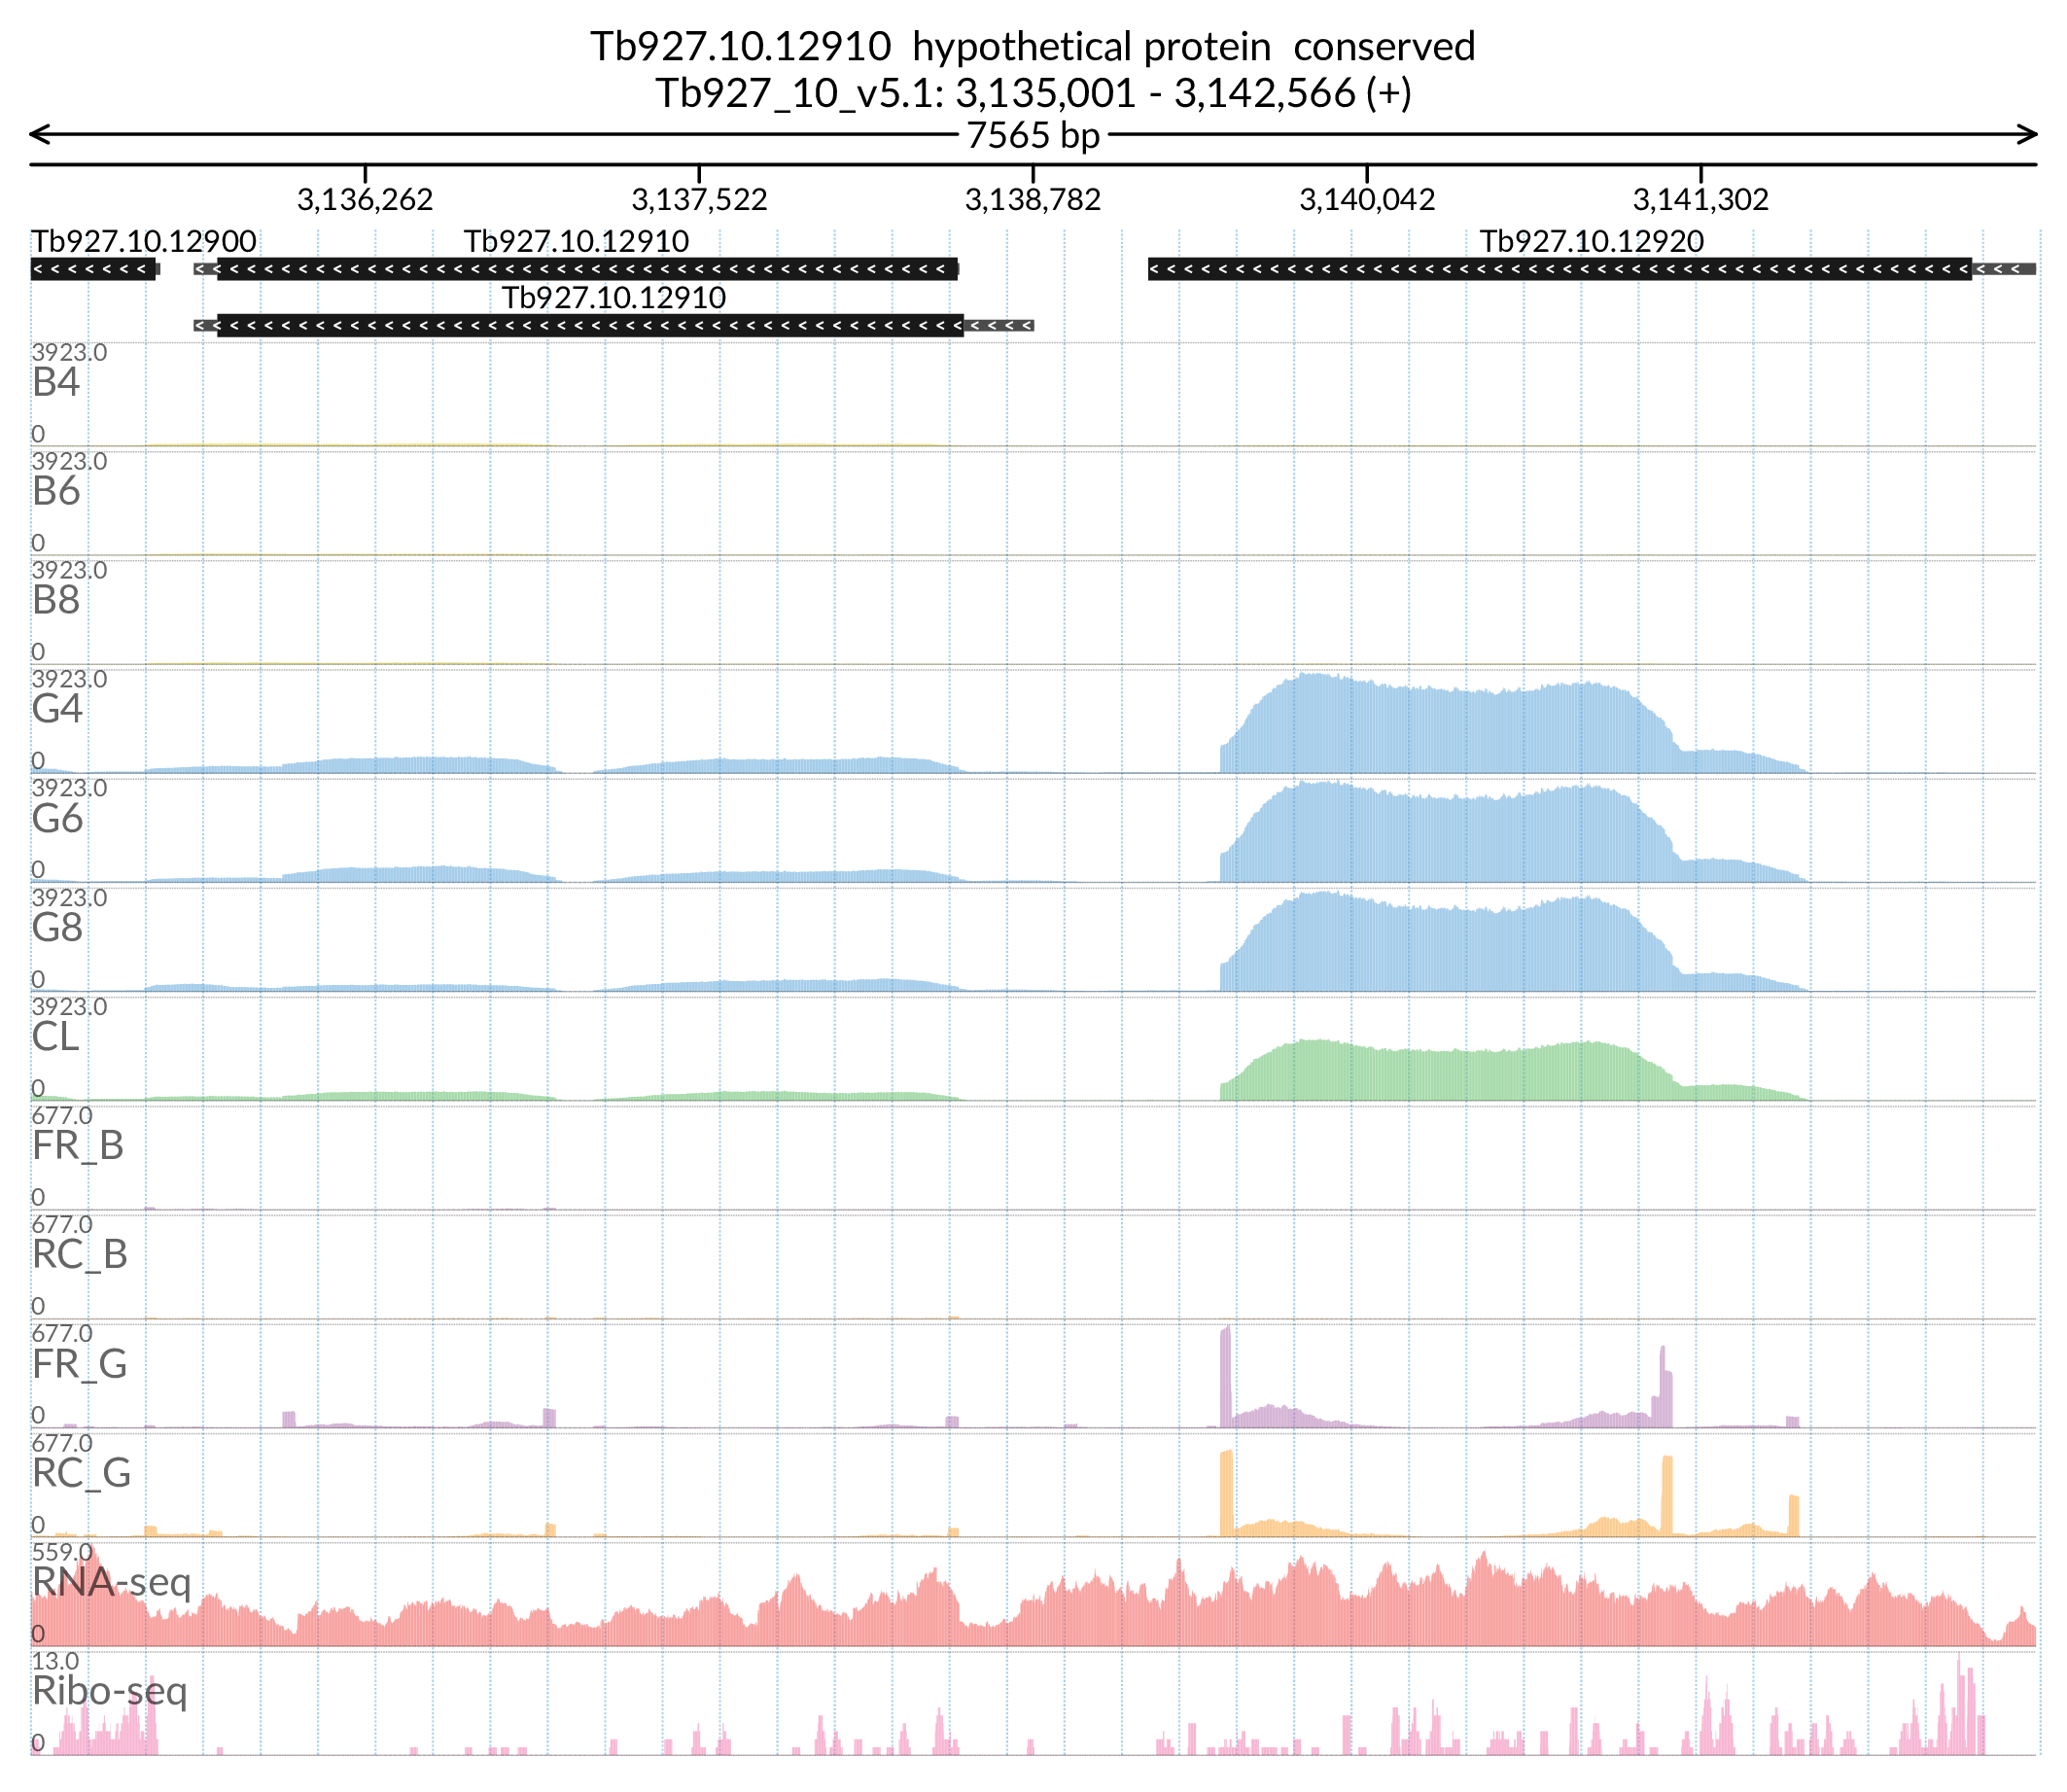 Tb927.10.12910  hypothetical protein  conserved
Tb927_10_v5.1: 3,135,001 - 3,142,566 (+)
7565 bp
3,136,262 3,137,522 3,138,782 3,140,042 3,141,302
Tb927.10.12900 Tb927.10.12910 Tb927.10.12920
Tb927.10.12910
3923.0
B4
0
3923.0
B6
0
3923.0
B8
0
3923.0
G4
0
3923.0
G6
0
3923.0
G8
0
3923.0
CL
0
677.0
FR_B
0
677.0
RC_B
0
677.0
FR_G
0
677.0
RC_G
0
559.0
RNA-seq
0
13.0
Ribo-seq
0